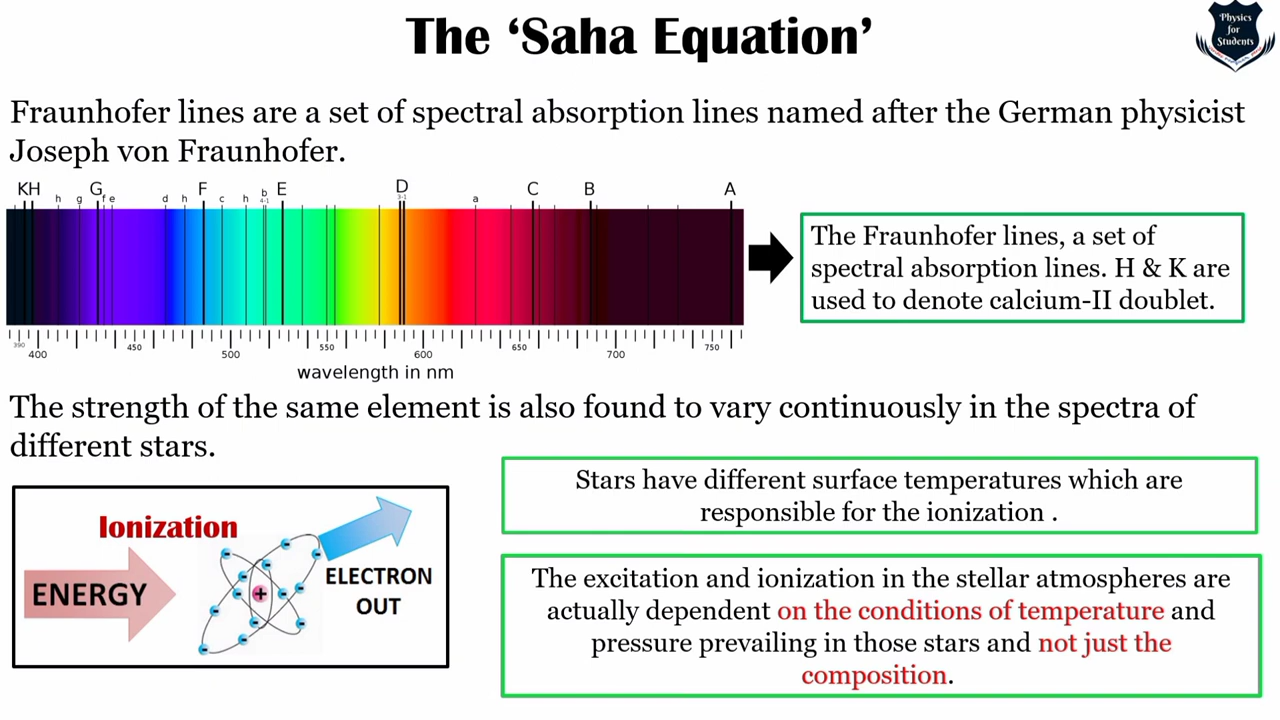 The ‘Saha Equation’
Physics
for
Students
Fraunhofer lines are a set of spectral absorption lines named after the German physicist
Joseph von Fraunhofer.
KH h g G f e d h F c h b 4-1 E D 3-1 a C B A
The Fraunhofer lines, a set of
spectral absorption lines. H & K are
used to denote calcium-II doublet.
390 400 450 500 550 600 650 700 750
wavelength in nm
The strength of the same element is also found to vary continuously in the spectra of
different stars.
Stars have different surface temperatures which are
responsible for the ionization .
Ionization
ENERGY
ELECTRON
OUT
+
The excitation and ionization in the stellar atmospheres are
actually dependent on the conditions of temperature and
pressure prevailing in those stars and not just the
composition.